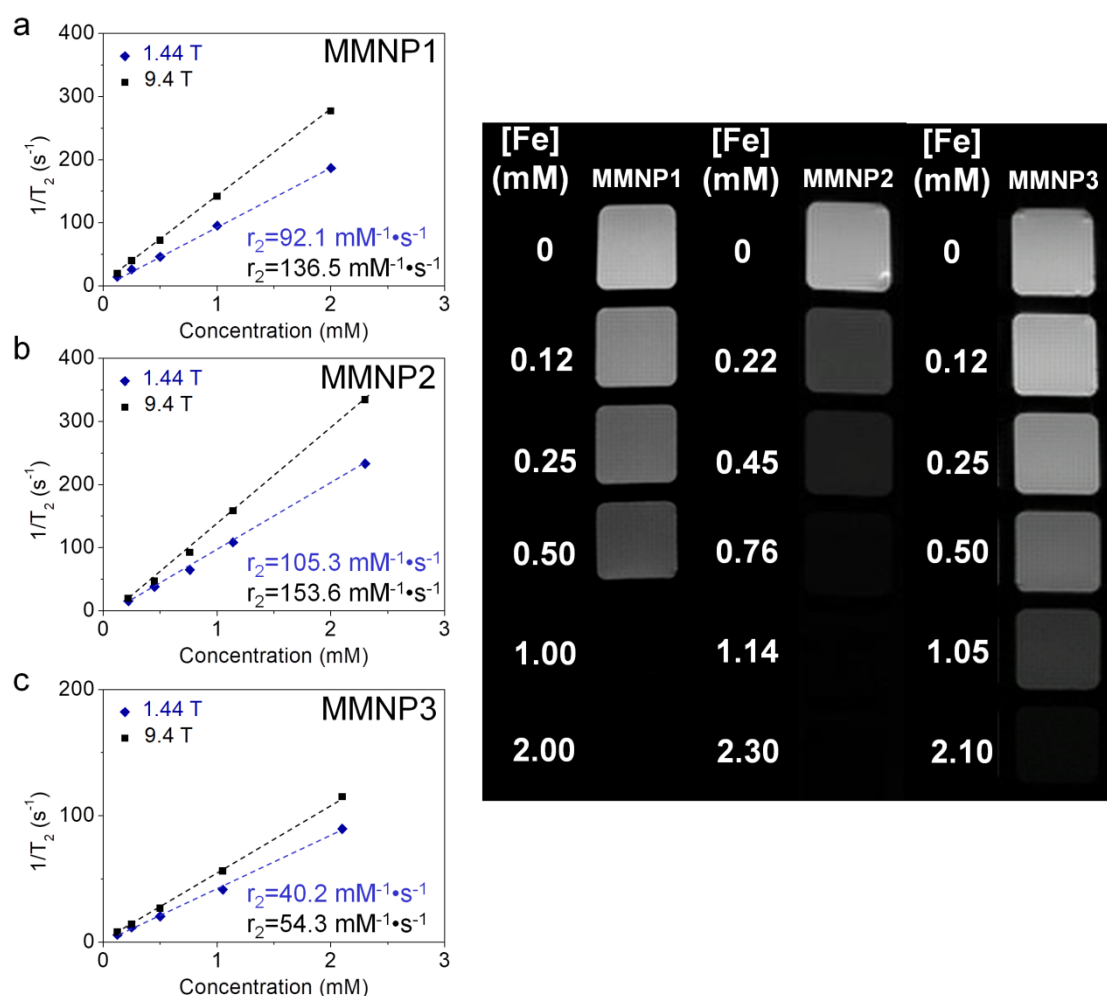 a
MMNP1
1.44 T
9.4 T
400
300
200
100
0
1/T₂ (s⁻¹)
r₂=92.1 mM⁻¹•s⁻¹
r₂=136.5 mM⁻¹•s⁻¹
0 1 2 3
Concentration (mM)
b
MMNP2
1.44 T
9.4 T
400
300
200
100
0
1/T₂ (s⁻¹)
r₂=105.3 mM⁻¹•s⁻¹
r₂=153.6 mM⁻¹•s⁻¹
0 1 2 3
Concentration (mM)
c
MMNP3
1.44 T
9.4 T
200
100
0
1/T₂ (s⁻¹)
r₂=40.2 mM⁻¹•s⁻¹
r₂=54.3 mM⁻¹•s⁻¹
0 1 2 3
Concentration (mM)
[Fe] [Fe] [Fe]
(mM) MMNP1 (mM) MMNP2 (mM) MMNP3
0 0 0
0.12 0.22 0.12
0.25 0.45 0.25
0.50 0.76 0.50
1.00 1.14 1.05
2.00 2.30 2.10